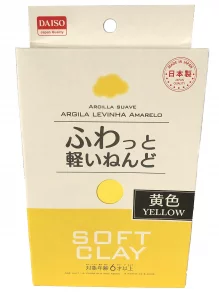 DAISO
Japan Quality
MADE IN JAPAN
日本製
ARGILLA SUAVE
ARGILA LEVINHA AMARELO
ふわっと
軽いねんど
黄色
YELLOW
SOFT
CLAY
対象年齢6才以上